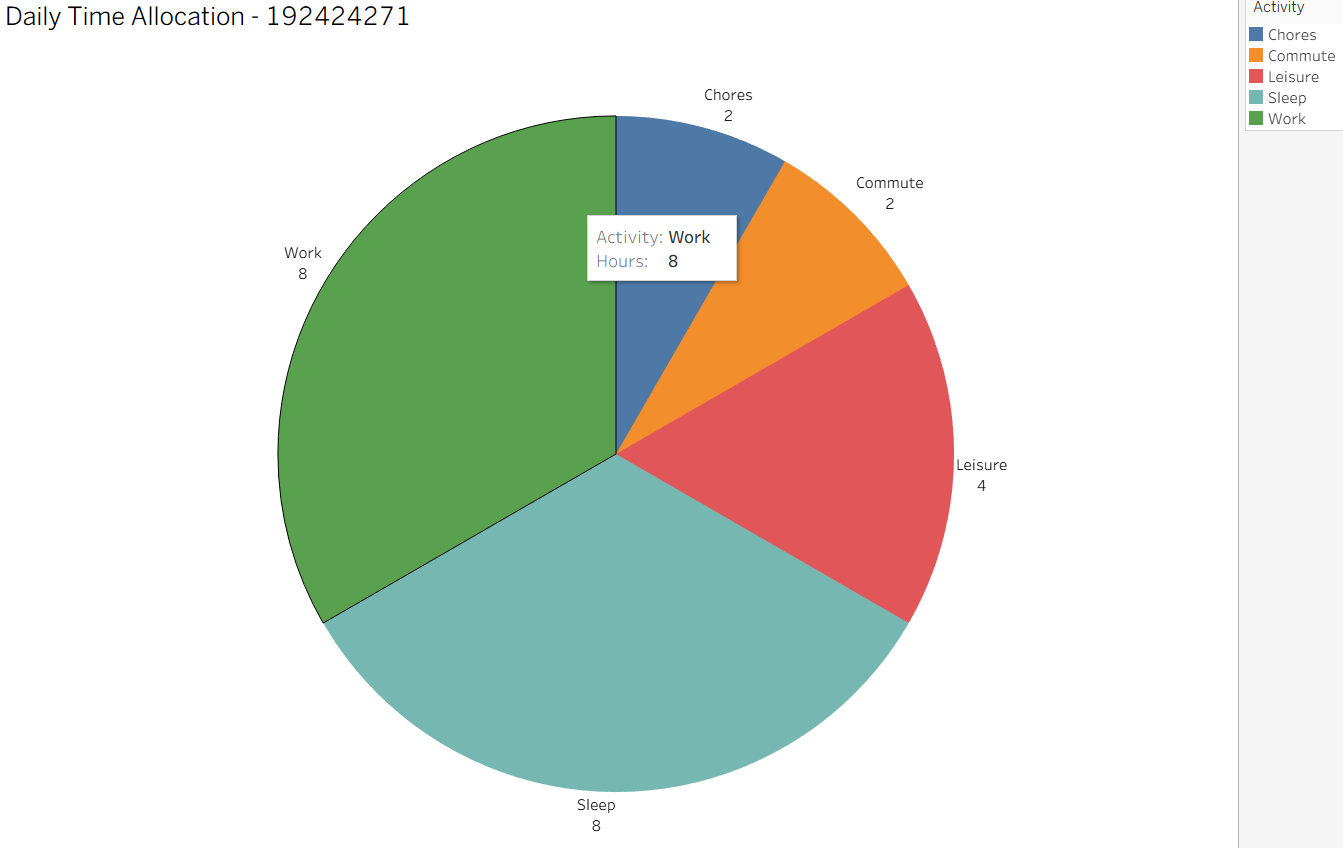 Daily Time Allocation - 192424271
Activity
Chores
Commute
Leisure
Sleep
Work
Chores
2
Commute
2
Work
8
Activity: Work
Hours: 8
Leisure
4
Sleep
8